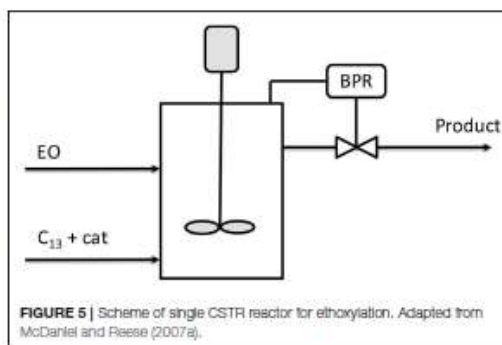 BPR
Product
EO
C₁₃ + cat
FIGURE 5 | Scheme of single CSTR reactor for ethoxylation. Adapted from
McDaniel and Reese (2007a).